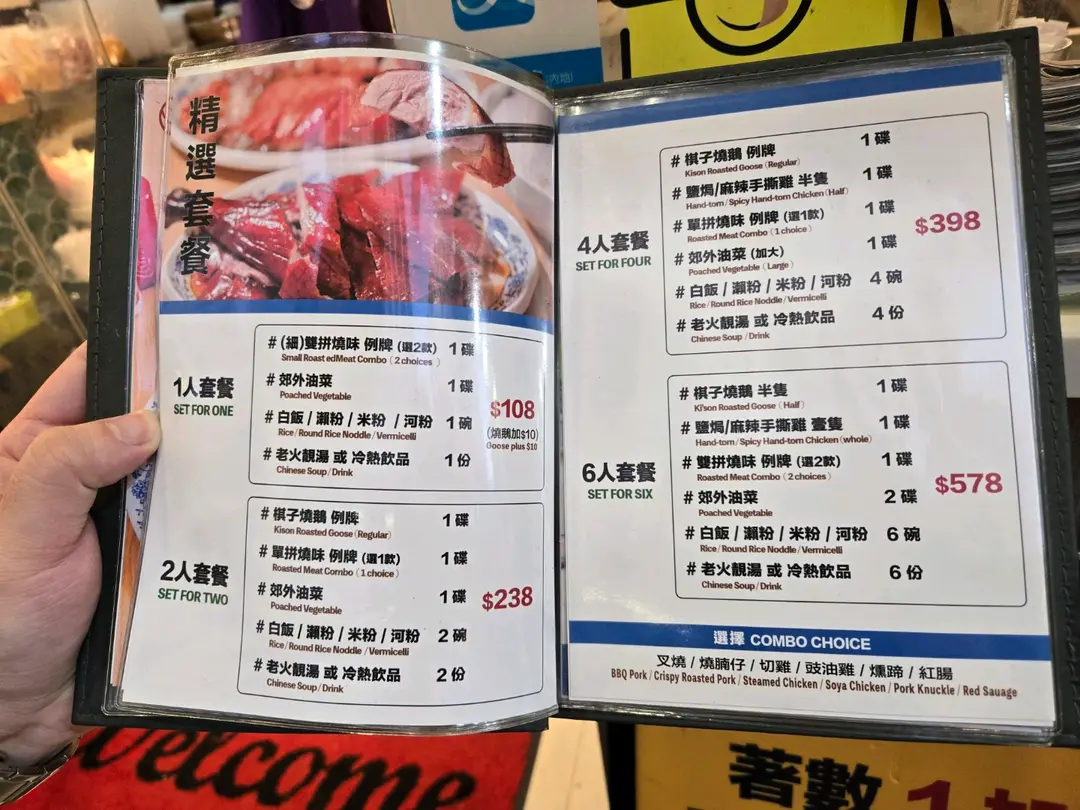 精選套餐
1人套餐
SET FOR ONE
# (細)雙拼燒味 例牌 (選2款) 1碟
Small Roast edMeat Combo (2 choices)
# 郊外油菜 1碟
Poached Vegetable
# 白飯 / 瀨粉 / 米粉 / 河粉 1碗
Rice / Round Rice Noddle / Vermicelli
# 老火靚湯 或 冷熱飲品 1份
Chinese Soup / Drink
$108
(燒鵝加$10)
Goose plus $10
2人套餐
SET FOR TWO
# 棋子燒鵝 例牌 1碟
Kison Roasted Goose (Regular)
# 單拼燒味 例牌 (選1款) 1碟
Roasted Meat Combo (1 choice)
# 郊外油菜 1碟
Poached Vegetable
# 白飯 / 瀨粉 / 米粉 / 河粉 2碗
Rice / Round Rice Noddle / Vermicelli
# 老火靚湯 或 冷熱飲品 2份
Chinese Soup / Drink
$238
4人套餐
SET FOR FOUR
# 棋子燒鵝 例牌 1碟
Kison Roasted Goose (Regular)
# 鹽焗/麻辣手撕雞 半隻 1碟
Hand-torn / Spicy Hand-torn Chicken (Half)
# 單拼燒味 例牌 (選1款) 1碟
Roasted Meat Combo (1 choice)
# 郊外油菜 (加大) 1碟
Poached Vegetable (Large)
# 白飯 / 瀨粉 / 米粉 / 河粉 4碗
Rice / Round Rice Noddle / Vermicelli
# 老火靚湯 或 冷熱飲品 4份
Chinese Soup / Drink
$398
6人套餐
SET FOR SIX
# 棋子燒鵝 半隻 1碟
Ki'son Roasted Goose (Half)
# 鹽焗/麻辣手撕雞 壹隻 1碟
Hand-torn / Spicy Hand-torn Chicken (whole)
# 雙拼燒味 例牌 (選2款) 1碟
Roasted Meat Combo (2 choices)
# 郊外油菜 2碟
Poached Vegetable
# 白飯 / 瀨粉 / 米粉 / 河粉 6碗
Rice / Round Rice Noddle / Vermicelli
# 老火靚湯 或 冷熱飲品 6份
Chinese Soup / Drink
$578
選擇 COMBO CHOICE
叉燒 / 燒腩仔 / 切雞 / 豉油雞 / 燻蹄 / 紅腸
BBQ Pork / Crispy Roasted Pork / Steamed Chicken / Soya Chicken / Pork Knuckle / Red Sauage
Welcome
著數